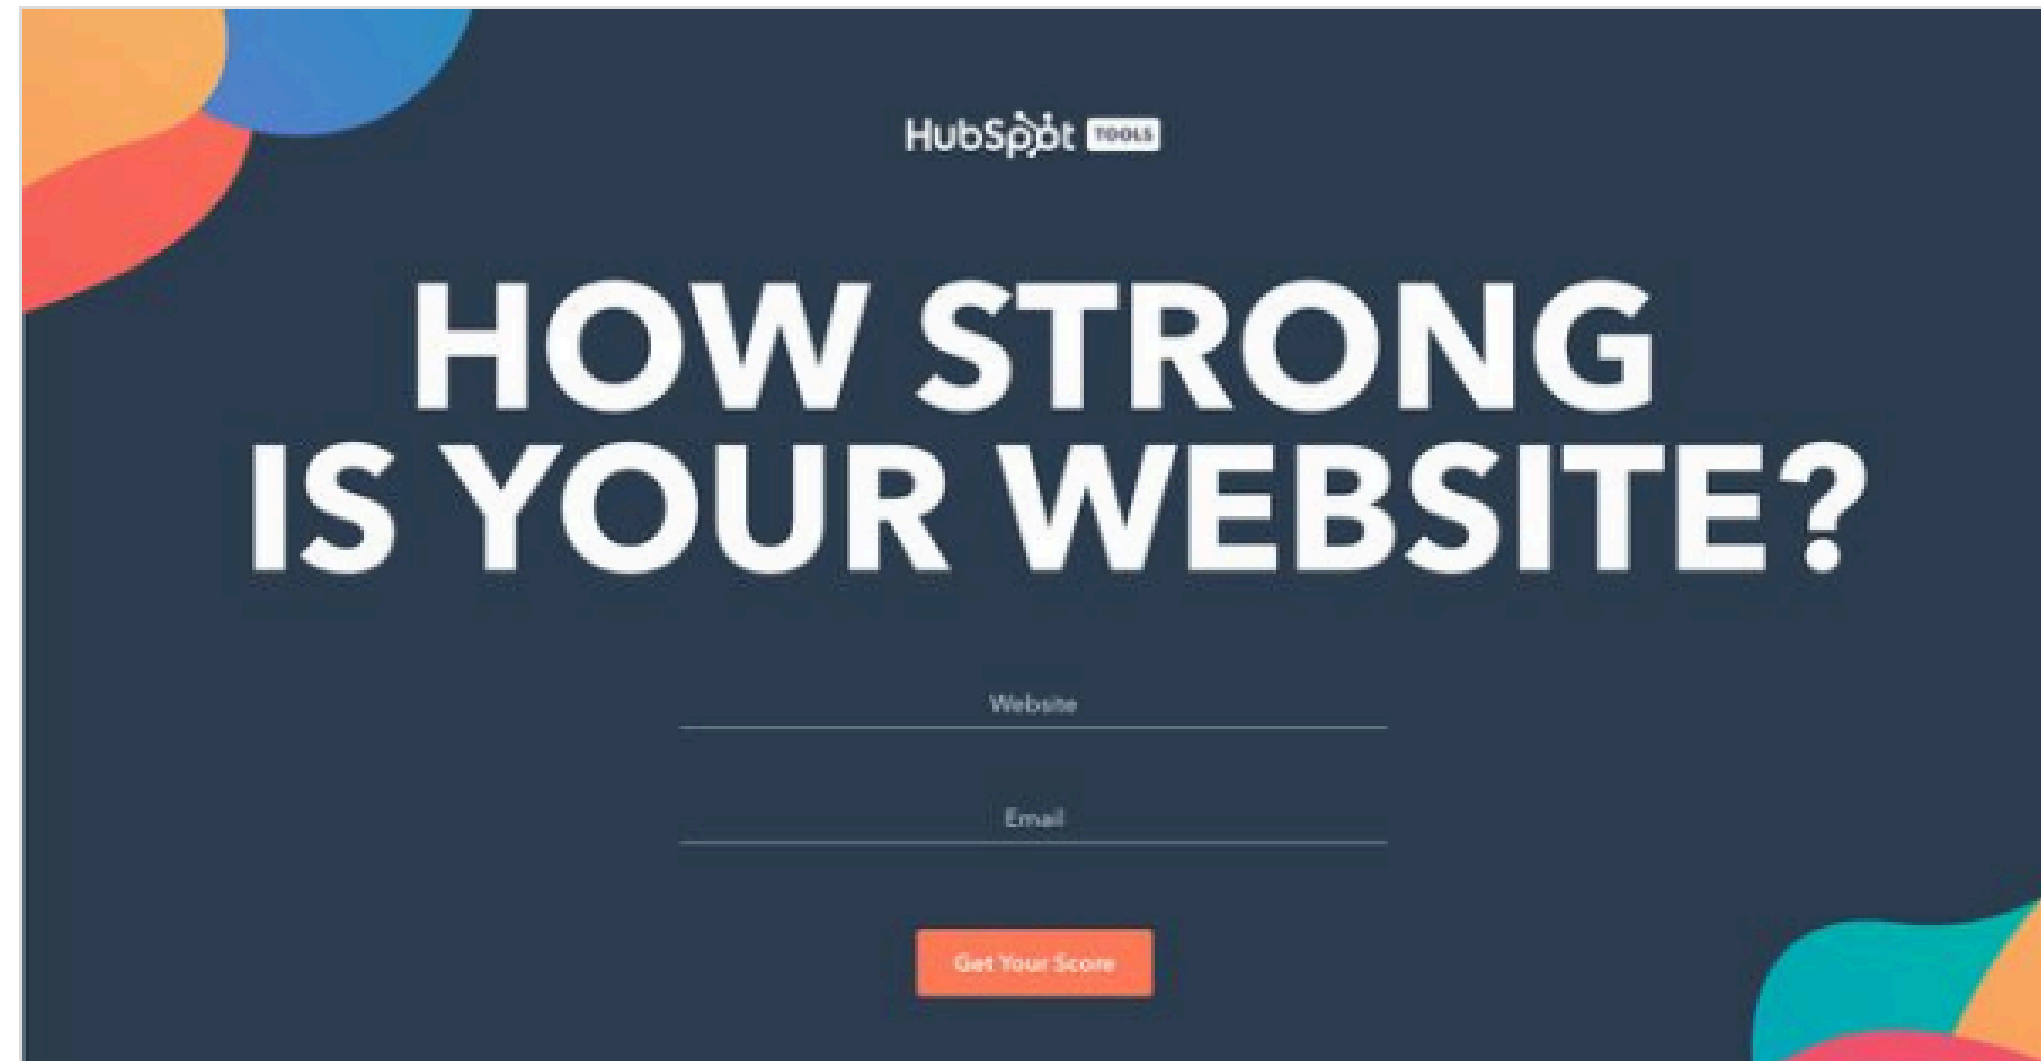 HubSpot TOOLS
HOW STRONG
IS YOUR WEBSITE?
Website
Email
Get Your Score